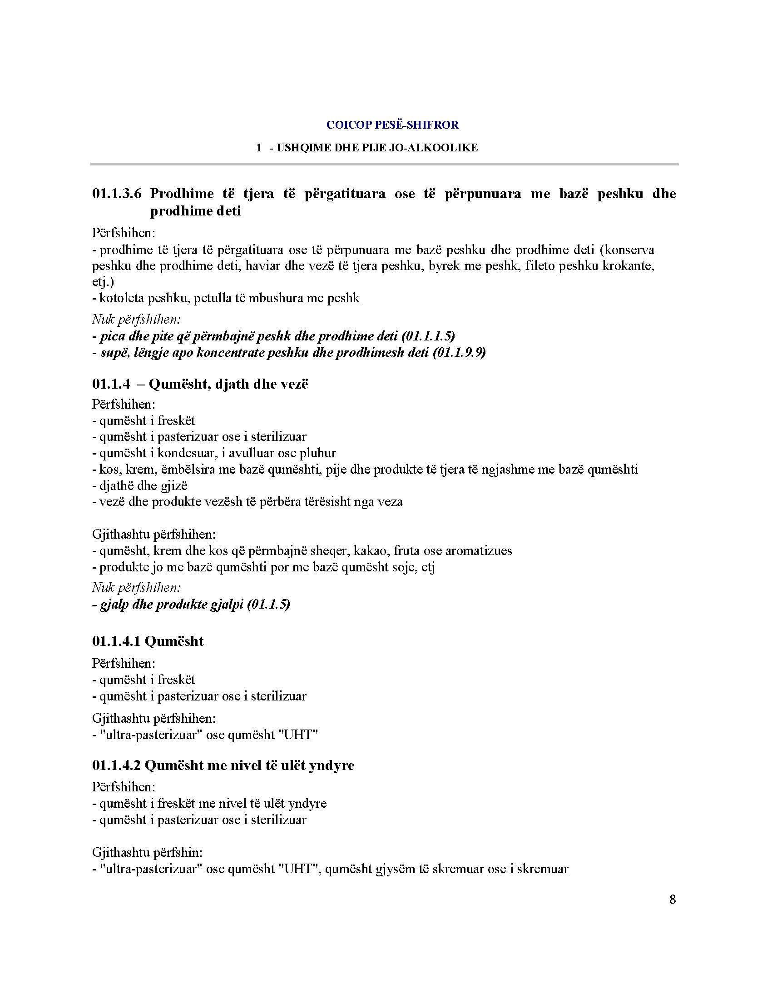 COICOP PESË-SHIFROR
1 - USHQIME DHE PIJE JO-ALKOOLIKE
01.1.3.6 Prodhime të tjera të përgatituara ose të përpunuara me bazë peshku dhe
prodhime deti
Përfshihen:
- prodhime të tjera të përgatituara ose të përpunuara me bazë peshku dhe prodhime deti (konserva
peshku dhe prodhime deti, haviar dhe vezë të tjera peshku, byrek me peshk, fileto peshku krokante,
etj.)
- kotoleta peshku, petulla të mbushura me peshk
Nuk përfshihen:
- pica dhe pite që përmbajnë peshk dhe prodhime deti (01.1.1.5)
- supë, lëngje apo koncentrate peshku dhe prodhimesh deti (01.1.9.9)
01.1.4 – Qumësht, djath dhe vezë
Përfshihen:
- qumësht i freskët
- qumësht i pasterizuar ose i sterilizuar
- qumësht i kondesuar, i avulluar ose pluhur
- kos, krem, ëmbëlsira me bazë qumështi, pije dhe produkte të tjera të ngjashme me bazë qumështi
- djathë dhe gjizë
- vezë dhe produkte vezësh të përbëra tërësisht nga veza
Gjithashtu përfshihen:
- qumësht, krem dhe kos që përmbajnë sheqer, kakao, fruta ose aromatizues
- produkte jo me bazë qumështi por me bazë qumësht soje, etj
Nuk përfshihen:
- gjalp dhe produkte gjalpi (01.1.5)
01.1.4.1 Qumësht
Përfshihen:
- qumësht i freskët
- qumësht i pasterizuar ose i sterilizuar
Gjithashtu përfshihen:
- "ultra-pasterizuar" ose qumësht "UHT"
01.1.4.2 Qumësht me nivel të ulët yndyre
Përfshihen:
- qumësht i freskët me nivel të ulët yndyre
- qumësht i pasterizuar ose i sterilizuar
Gjithashtu përfshin:
- "ultra-pasterizuar" ose qumësht "UHT", qumësht gjysëm të skremuar ose i skremuar
8